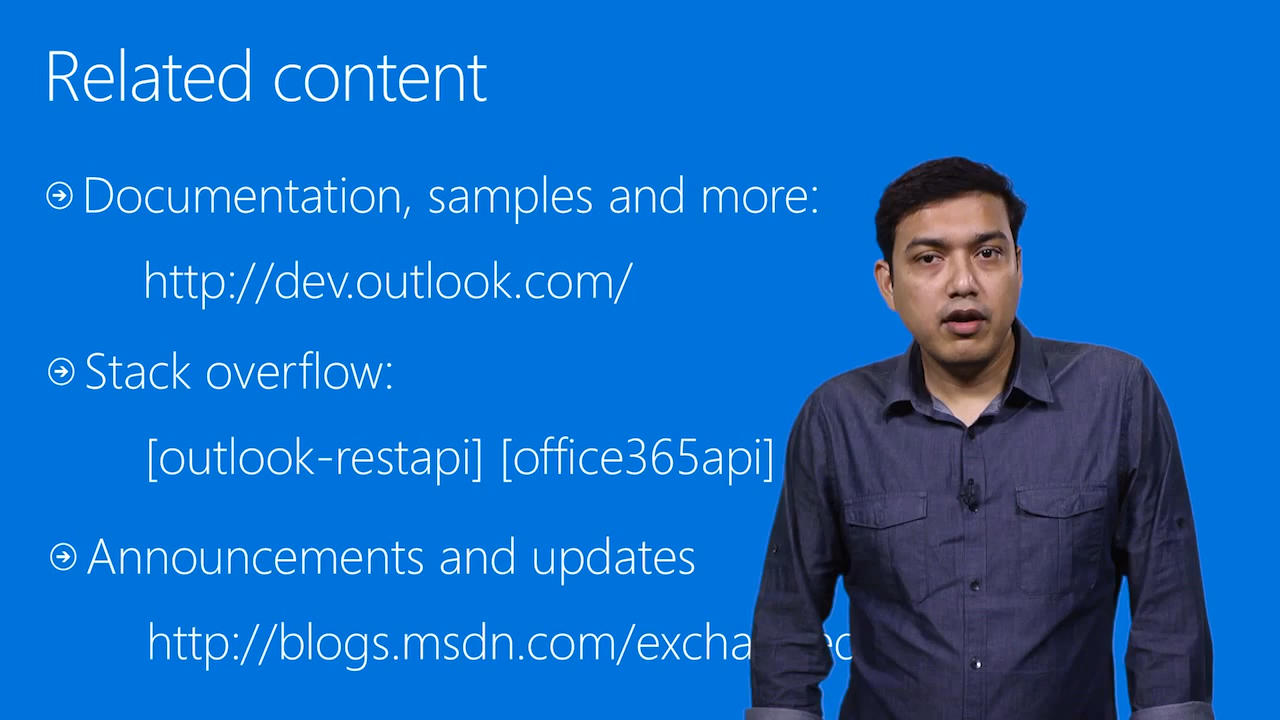 Related content
Documentation, samples and more:
http://dev.outlook.com/
Stack overflow:
[outlook-restapi] [office365api]
Announcements and updates
http://blogs.msdn.com/excha